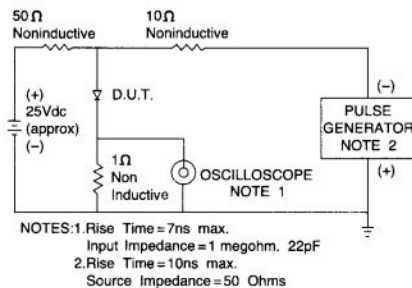 50Ω
Noninductive
10Ω
Noninductive
(+)
25Vdc
(approx)
(–)
D.U.T.
1Ω
Non
Inductive
OSCILLOSCOPE
NOTE 1
(–)
PULSE
GENERATOR
NOTE 2
(+)
NOTES:1.Rise Time=7ns max.
Input Impedance=1 megohm. 22pF
2.Rise Time=10ns max.
Source Impedance=50 Ohms